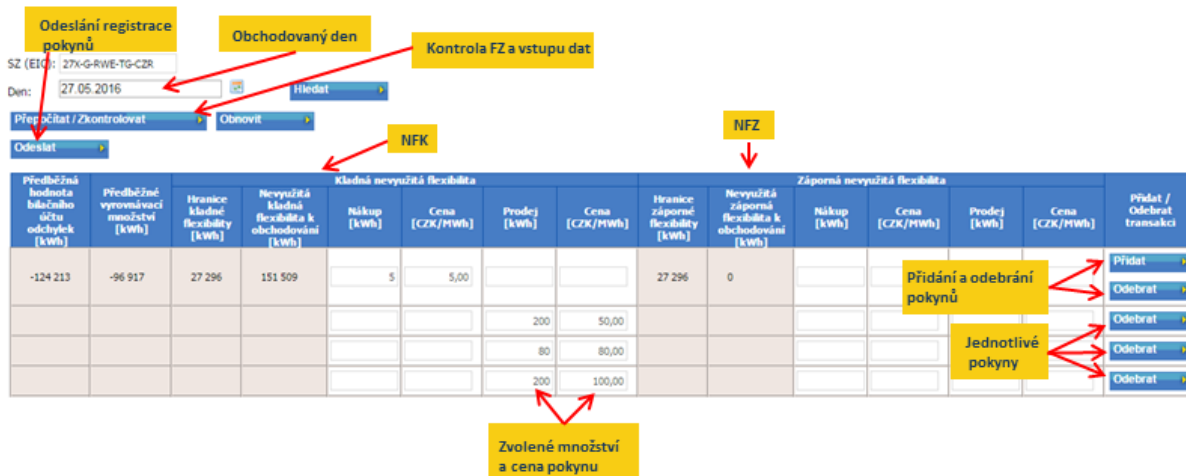 Odeslání registrace
pokynů
Obchodovaný den
Kontrola FZ a vstupu dat
SZ (EIC): 27X-G-RWE-TG-CZR
Den: 27.05.2016 Hledat
Přepočítat / Zkontrolovat Obnovit
Odeslat
NFK
NFZ
Předběžná
hodnota
bilačního
účtu
odchylek
[kWh]
Předběžné
vyrovnávací
množství
[kWh]
Kladná nevyužitá flexibilita
Hranice
kladné
flexibility
[kWh]
Nevyužitá
kladná
flexibilita k
obchodování
[kWh]
Nákup
[kWh]
Cena
[CZK/MWh]
Prodej
[kWh]
Cena
[CZK/MWh]
Záporná nevyužitá flexibilita
Hranice
záporné
flexibility
[kWh]
Nevyužitá
záporná
flexibilita k
obchodování
[kWh]
Nákup
[kWh]
Cena
[CZK/MWh]
Prodej
[kWh]
Cena
[CZK/MWh]
Přidat /
Odebrat
transakci
-124 213 -96 917 27 296 151 509 5 5,00 27 296 0
Přidat
Odebrat
Přidání a odebrání
pokynů
200 50,00 Odebrat
80 80,00 Odebrat
Jednotlivé
pokyny
200 100,00 Odebrat
Zvolené množství
a cena pokynu